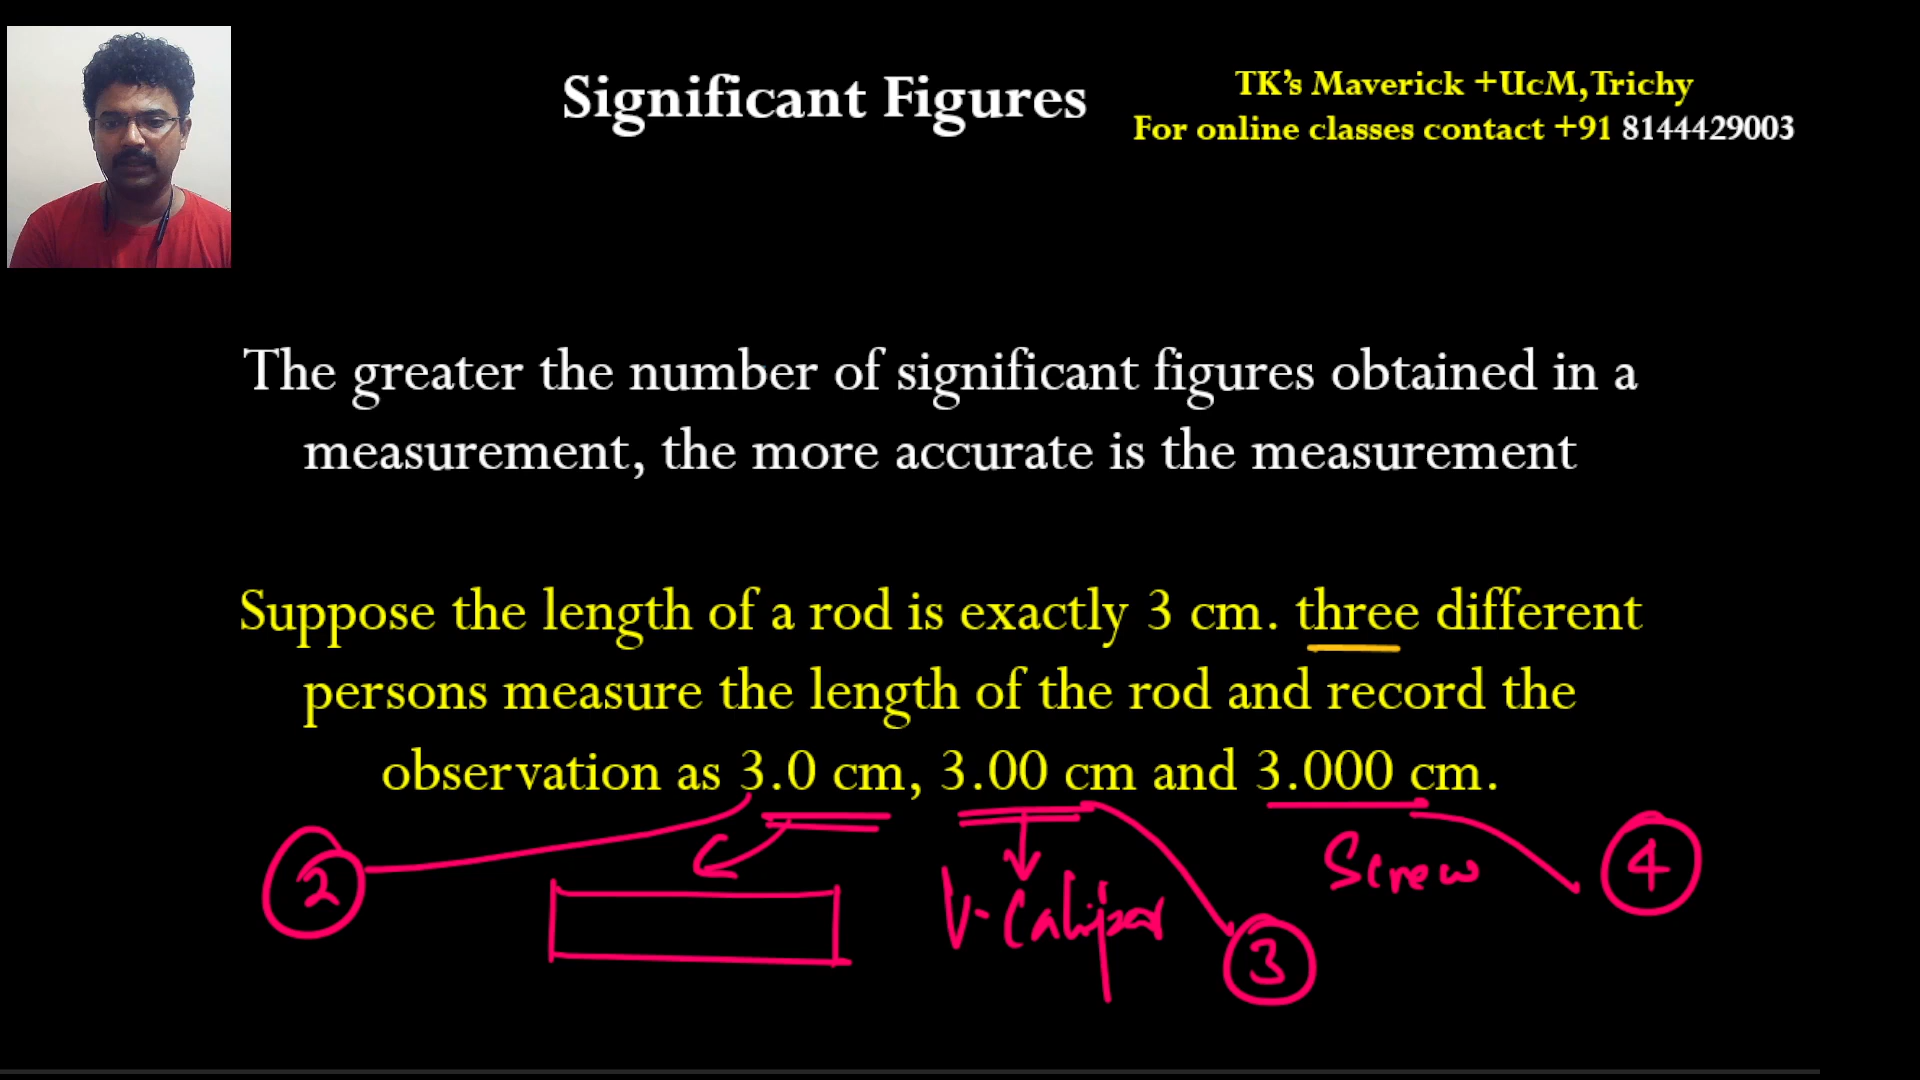 Significant Figures
TK's Maverick +UcM,Trichy
For online classes contact +91 8144429003
The greater the number of significant figures obtained in a
measurement, the more accurate is the measurement
Suppose the length of a rod is exactly 3 cm. three different
persons measure the length of the rod and record the
observation as 3.0 cm, 3.00 cm and 3.000 cm.
2
V-Caliper
3
Screw
4